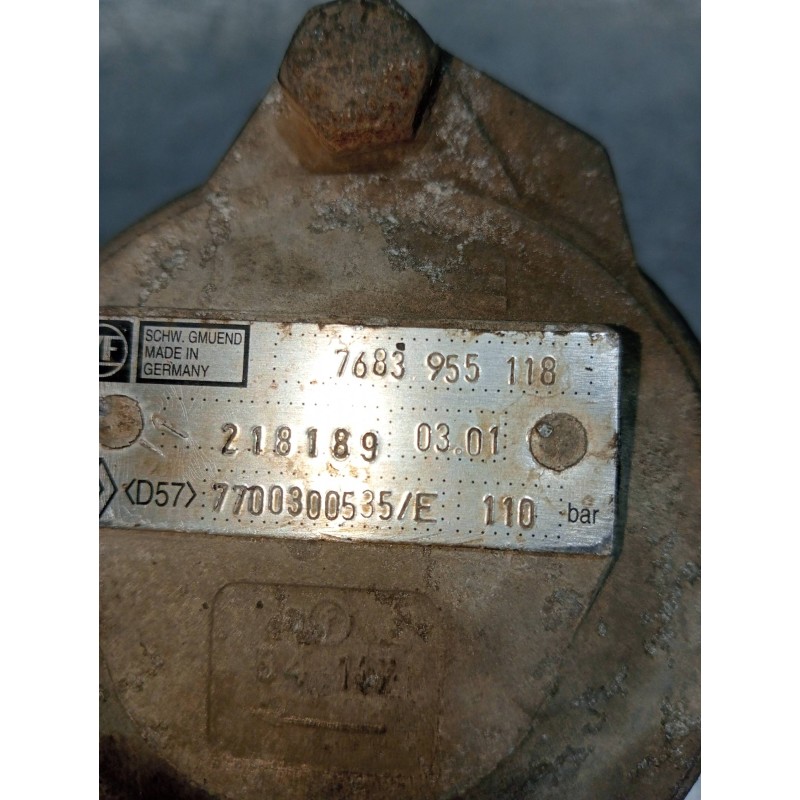 SCHW. GMUEND
MADE IN
GERMANY
7683 955 118
218189 03.01
<D57> 7700300535/E 110 bar